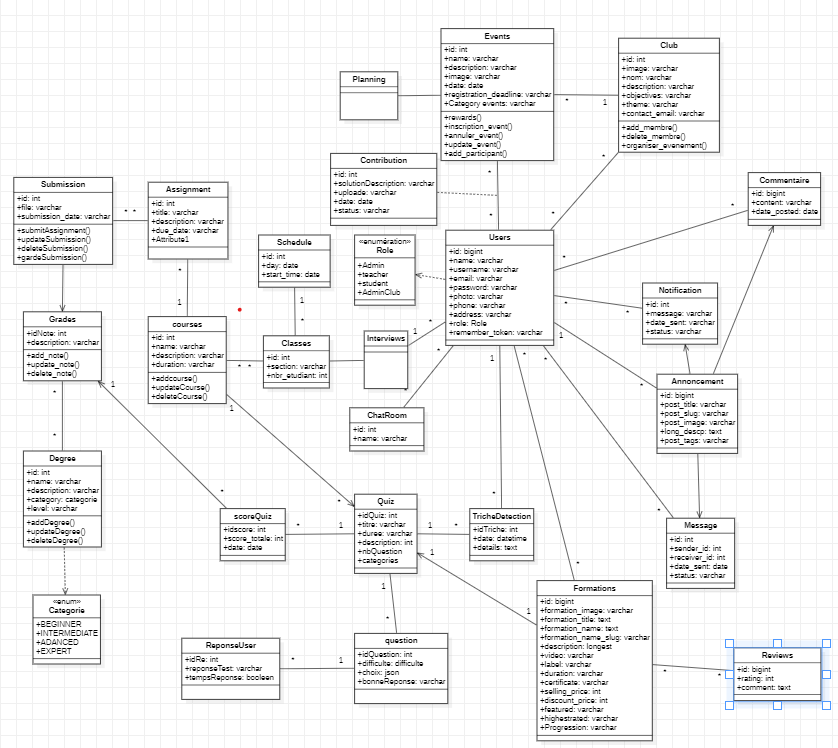 Events
+id: int
+name: varchar
+description: varchar
+image: varchar
+date: date
+registration_deadline: varchar
+Category events: varchar
+rewards()
+inscription_event()
+annuler_event()
+update_event()
+add_participant()
Club
+id: int
+image: varchar
+nom: varchar
+description: varchar
+objectives: varchar
+theme: varchar
+contact_email: varchar
+add_membre()
+delete_membre()
+organiser_evenement()
Planning
* 1
Contribution
+id: int
+solutionDescription: varchar
+uploade: varchar
+date: date
+status: varchar
*
*
*
*
Submission
+id: int
+file: varchar
+submission_date: varchar
+submitAssignment()
+updateSubmission()
+deleteSubmission()
+gardeSubmission()
* *
Assignment
+id: int
+title: varchar
+description: varchar
+due_date: varchar
+Attribute1
*
1
Commentaire
+id: bigint
+content: varchar
+date_posted: date
*
*
Schedule
+id: int
+day: date
+start_time: date
1
*
«enumération»
Role
+Admin
+teacher
+student
+AdminClub
Users
+id: bigint
+name: varchar
+username: varchar
+email: varchar
+password: varchar
+photo: varchar
+phone: varchar
+address: varchar
+role: Role
+remember_token: varchar
*
*
Notification
+id: int
+message: varchar
+date_sent: varchar
+status: varchar
Grades
+idNote: int
+description: varchar
+add_note()
+update_note()
+delete_note()
1
*
*
courses
+id: int
+name: varchar
+description: varchar
+duration: varchar
+addcourse()
+updateCourse()
+deleteCourse()
* *
1
Classes
+id: int
+section: varchar
+nbr_etudiant: int
Interviews
1
*
*
*
1
*
ChatRoom
+id: int
+name: varchar
Annoncement
+id: bigint
+post_title: varchar
+post_slug: varchar
+post_image: varchar
+long_descp: text
+post_tags: varchar
1
*
*
Degree
+id: int
+name: varchar
+description: varchar
+category: categorie
+level: varchar
+addDegree()
+updateDegree()
+deleteDegree()
*
scoreQuiz
+idscore: int
+score_totale: int
+date: date
* 1
*
Quiz
+idQuiz: int
+titre: varchar
+duree: varchar
+description: int
+nbQuestion
+categories
1 *
1
1
*
TricheDetection
+idTriche: int
+date: datetime
+details: text
*
Message
+id: int
+sender_id: int
+receiver_id: int
+date_sent: date
+status: varchar
«enum»
Categorie
+BEGINNER
+INTERMEDIATE
+ADANCED
+EXPERT
ReponseUser
+idRe: int
+reponseTest: varchar
+tempsReponse: booleen
* 1
*
question
+idQuestion: int
+difficulte: difficulte
+choix: json
+bonneReponse: varchar
*
1
Formations
+id: bigint
+formation_image: varchar
+formation_title: text
+formation_name: text
+formation_name_slug: varchar
+description: longest
+video: varchar
+label: varchar
+duration: varchar
+certificate: varchar
+selling_price: int
+discount_price: int
+featured: varchar
+highestrated: varchar
+Progression: varchar
*
*
Reviews
+id: bigint
+rating: int
+comment: text